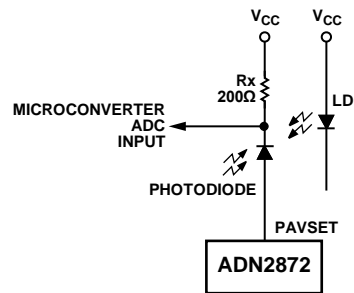 VCC
VCC
Rx
200Ω
MICROCONVERTER
ADC
INPUT
LD
PHOTODIODE
PAVSET
ADN2872